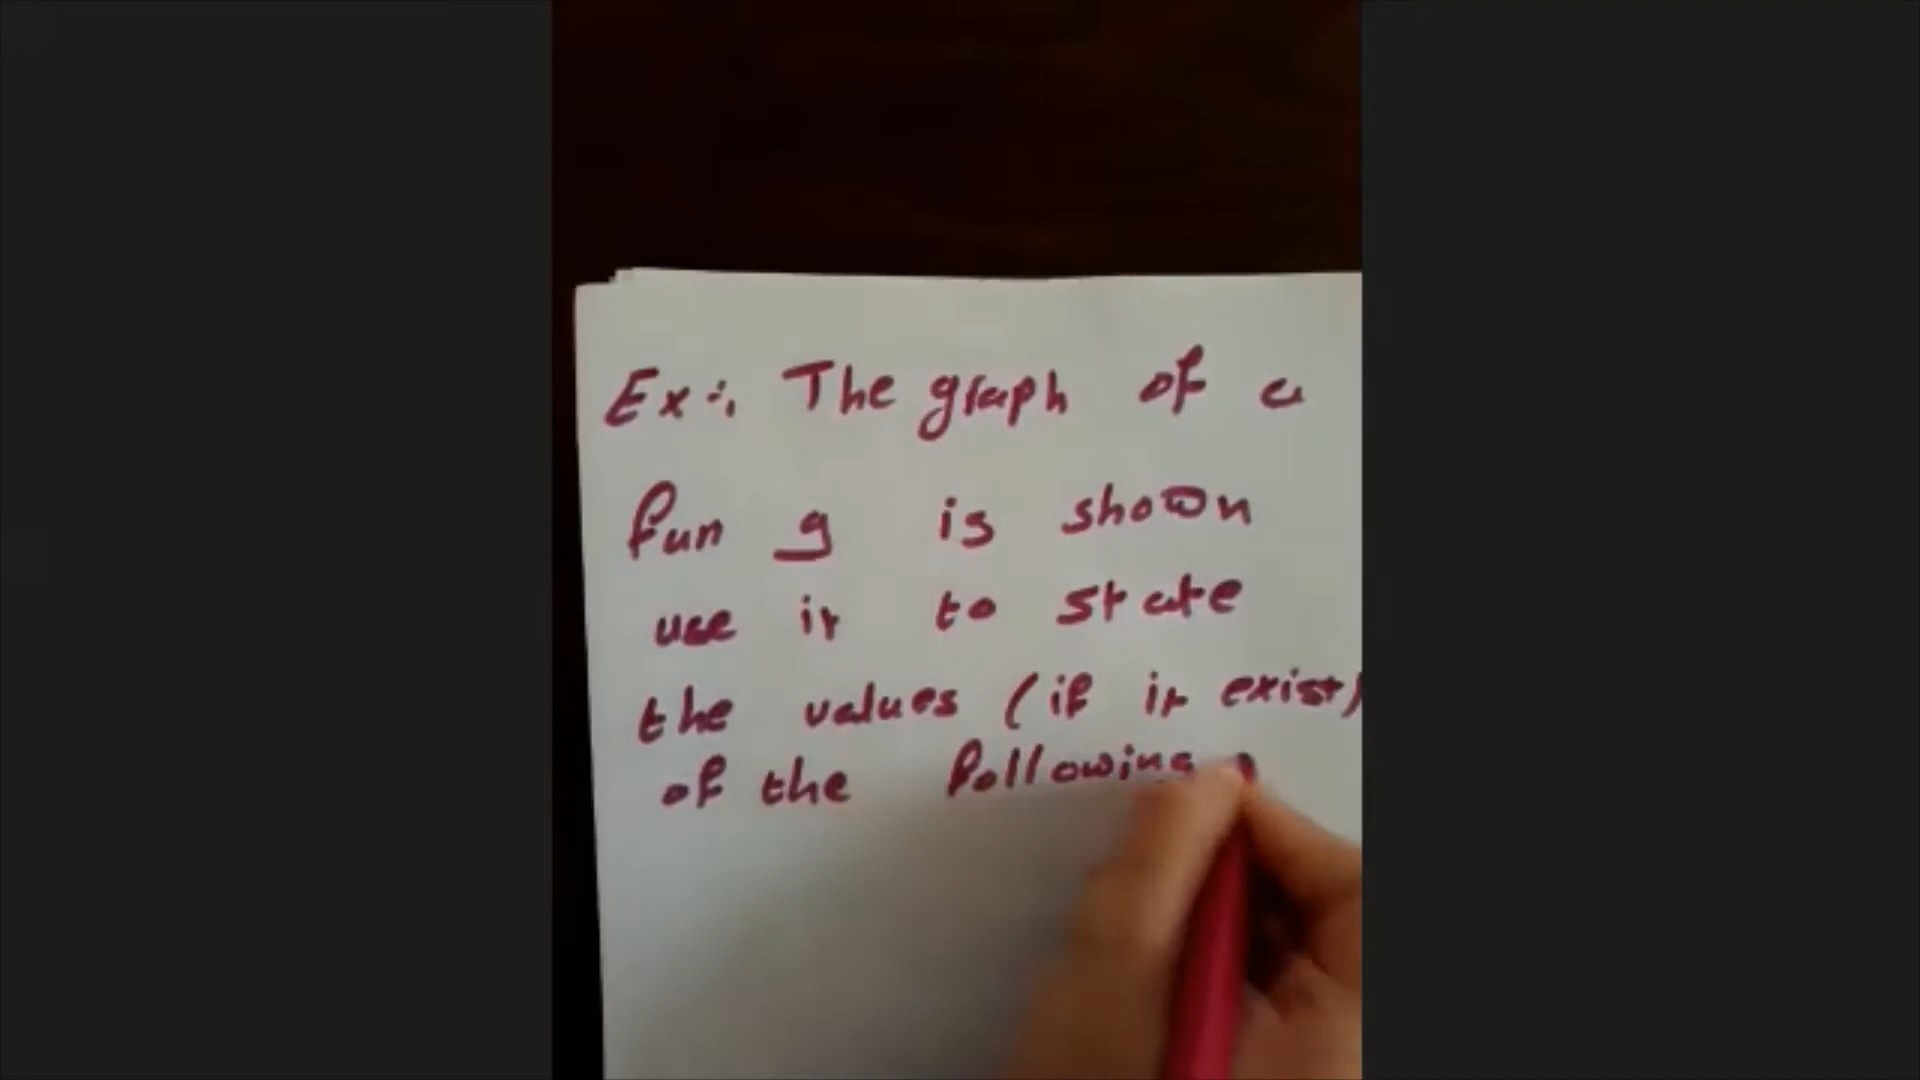 Ex:. The graph of a
fun g is shown
use it to state
the values (if it exist)
of the following